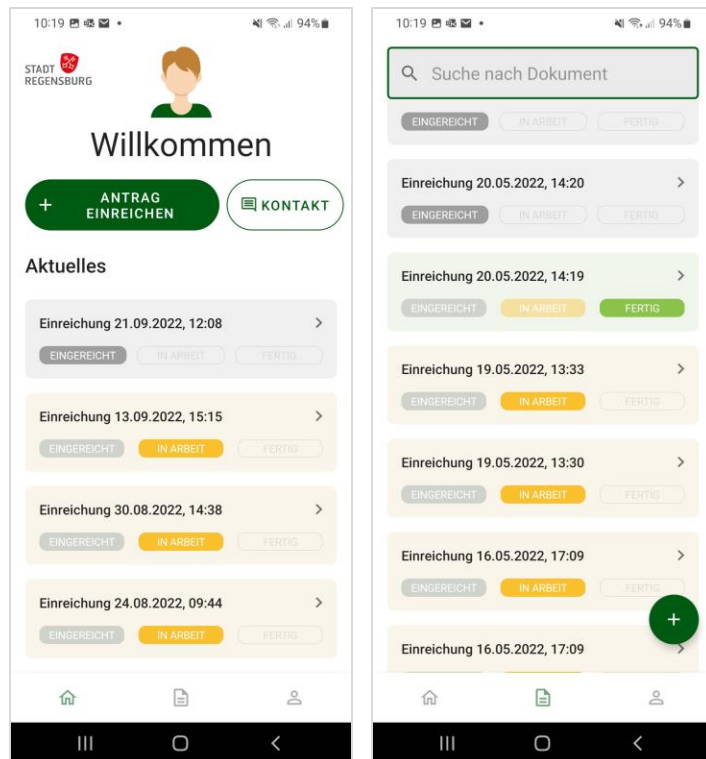 10:19 94%
STADT
REGENSBURG
Willkommen
+ ANTRAG
EINREICHEN
KONTAKT
Aktuelles
Einreichung 21.09.2022, 12:08
EINGEREICHT IN ARBEIT FERTIG
Einreichung 13.09.2022, 15:15
EINGEREICHT IN ARBEIT FERTIG
Einreichung 30.08.2022, 14:38
EINGEREICHT IN ARBEIT FERTIG
Einreichung 24.08.2022, 09:44
EINGEREICHT IN ARBEIT FERTIG
10:19 94%
Suche nach Dokument
EINGEREICHT IN ARBEIT FERTIG
Einreichung 20.05.2022, 14:20
EINGEREICHT IN ARBEIT FERTIG
Einreichung 20.05.2022, 14:19
EINGEREICHT IN ARBEIT FERTIG
Einreichung 19.05.2022, 13:33
EINGEREICHT IN ARBEIT FERTIG
Einreichung 19.05.2022, 13:30
EINGEREICHT IN ARBEIT FERTIG
Einreichung 16.05.2022, 17:09
EINGEREICHT IN ARBEIT FERTIG
+
Einreichung 16.05.2022, 17:09